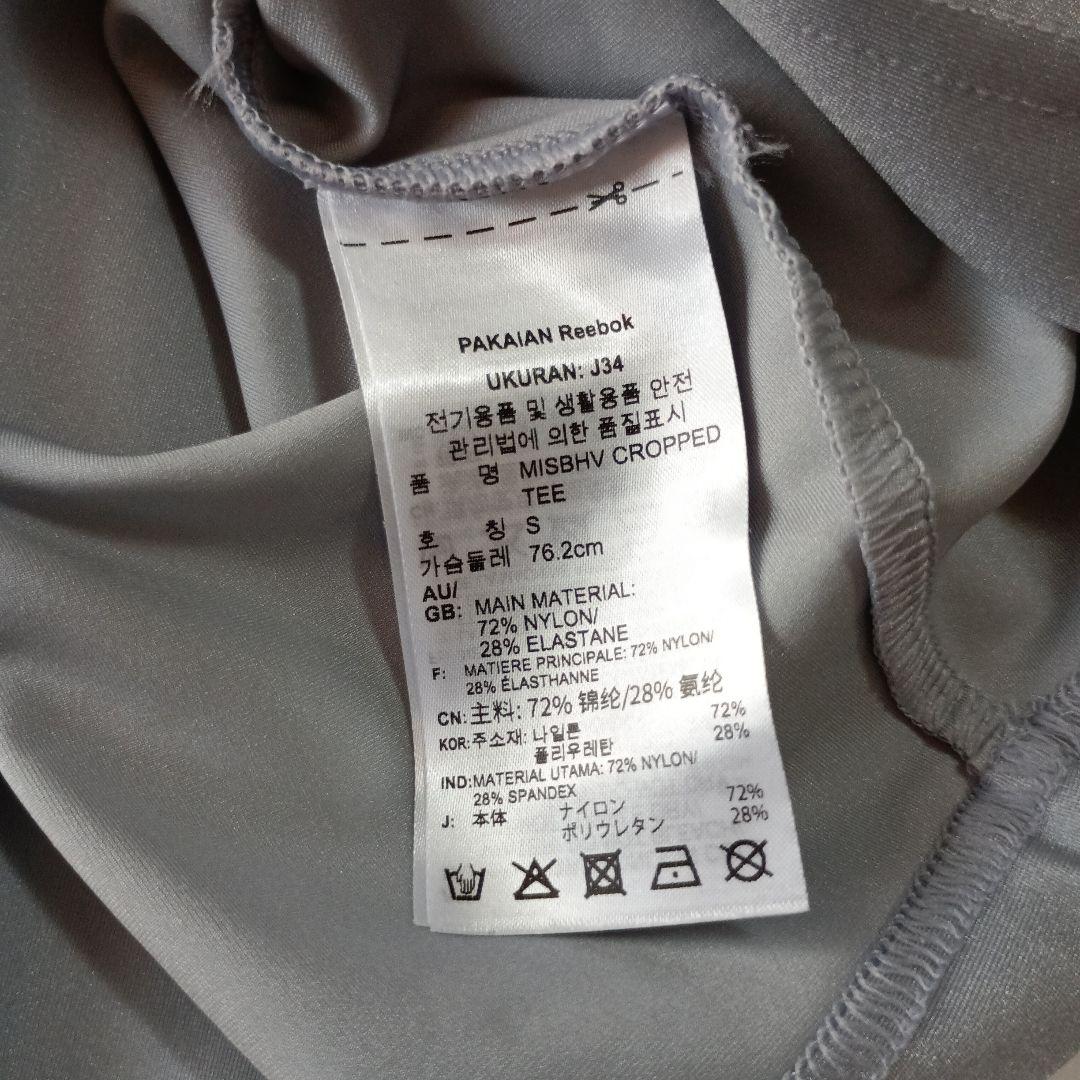 PAKAIAN Reebok
UKURAN: J34
전기용품 및 생활용품 안전
관리법에 의한 품질표시
품 명 MISBHV CROPPED
TEE
호 칭 S
가슴둘레 76.2cm
AU/
GB: MAIN MATERIAL:
72% NYLON/
28% ELASTANE
F: MATIERE PRINCIPALE: 72% NYLON/
28% ÉLASTHANNE
CN: 主料: 72% 锦纶/28% 氨纶
KOR: 주소재: 나일론 72%
폴리우레탄 28%
IND: MATERIAL UTAMA: 72% NYLON/
28% SPANDEX
J: 本体 ナイロン 72%
ポリウレタン 28%